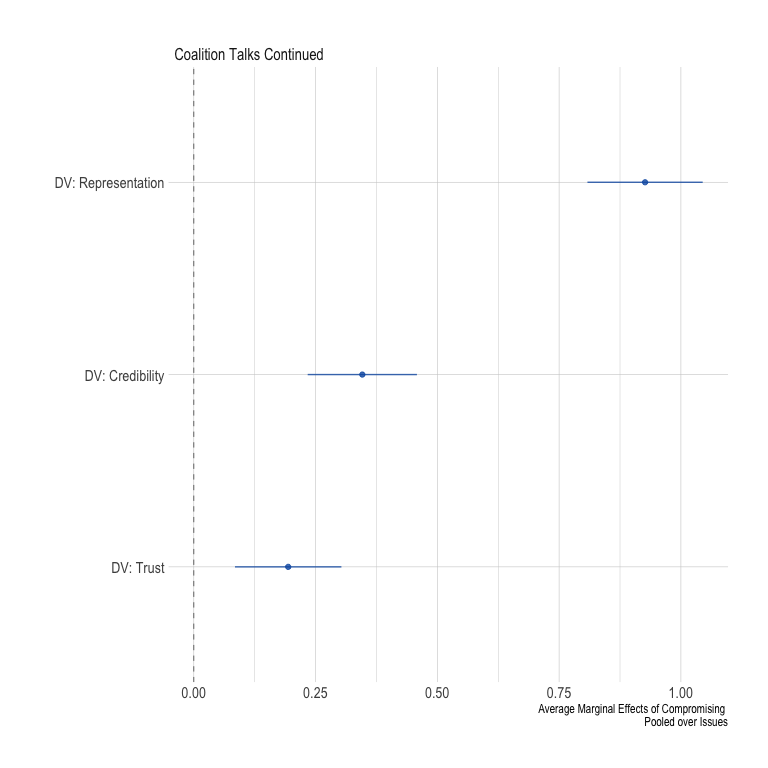 Coalition Talks Continued
DV: Representation
DV: Credibility
DV: Trust
0.00 0.25 0.50 0.75 1.00
Average Marginal Effects of Compromising
Pooled over Issues